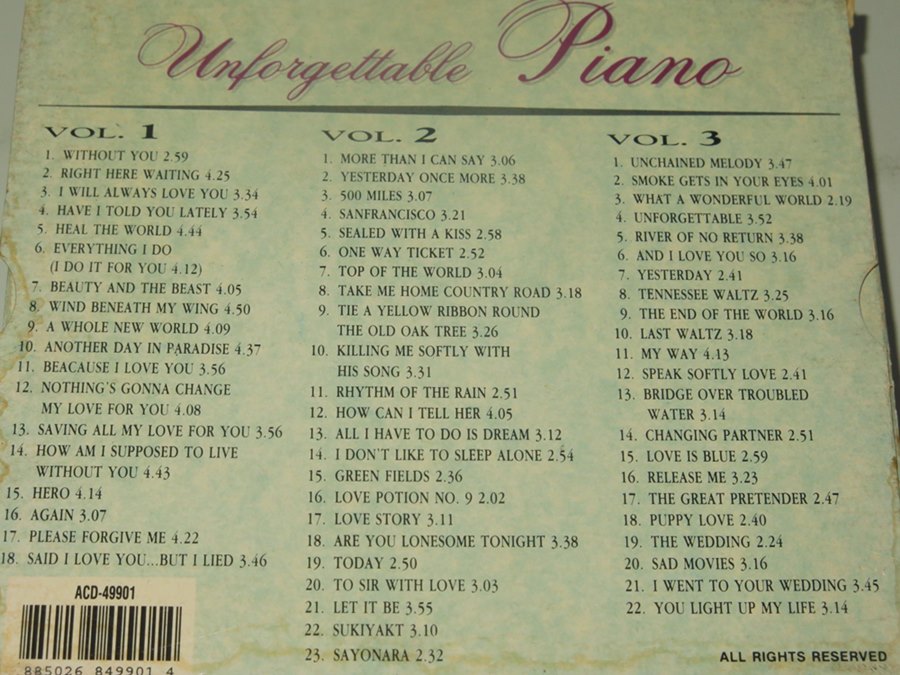 Unforgettable Piano
VOL. 1
1. WITHOUT YOU 2.59
2. RIGHT HERE WAITING 4.25
3. I WILL ALWAYS LOVE YOU 3.34
4. HAVE I TOLD YOU LATELY 3.54
5. HEAL THE WORLD 4.44
6. EVERYTHING I DO
(I DO IT FOR YOU 4.12)
7. BEAUTY AND THE BEAST 4.05
8. WIND BENEATH MY WING 4.50
9. A WHOLE NEW WORLD 4.09
10. ANOTHER DAY IN PARADISE 4.37
11. BEACAUSE I LOVE YOU 3.56
12. NOTHING'S GONNA CHANGE
MY LOVE FOR YOU 4.08
13. SAVING ALL MY LOVE FOR YOU 3.56
14. HOW AM I SUPPOSED TO LIVE
WITHOUT YOU 4.43
15. HERO 4.14
16. AGAIN 3.07
17. PLEASE FORGIVE ME 4.22
18. SAID I LOVE YOU...BUT I LIED 3.46
ACD-49901
885026 849901 4
VOL. 2
1. MORE THAN I CAN SAY 3.06
2. YESTERDAY ONCE MORE 3.38
3. 500 MILES 3.07
4. SANFRANCISCO 3.21
5. SEALED WITH A KISS 2.58
6. ONE WAY TICKET 2.52
7. TOP OF THE WORLD 3.04
8. TAKE ME HOME COUNTRY ROAD 3.18
9. TIE A YELLOW RIBBON ROUND
THE OLD OAK TREE 3.26
10. KILLING ME SOFTLY WITH
HIS SONG 3.31
11. RHYTHM OF THE RAIN 2.51
12. HOW CAN I TELL HER 4.05
13. ALL I HAVE TO DO IS DREAM 3.12
14. I DON'T LIKE TO SLEEP ALONE 2.54
15. GREEN FIELDS 2.36
16. LOVE POTION NO. 9 2.02
17. LOVE STORY 3.11
18. ARE YOU LONESOME TONIGHT 3.38
19. TODAY 2.50
20. TO SIR WITH LOVE 3.03
21. LET IT BE 3.55
22. SUKIYAKT 3.10
23. SAYONARA 2.32
VOL. 3
1. UNCHAINED MELODY 3.47
2. SMOKE GETS IN YOUR EYES 4.01
3. WHAT A WONDERFUL WORLD 2.19
4. UNFORGETTABLE 3.52
5. RIVER OF NO RETURN 3.38
6. AND I LOVE YOU SO 3.16
7. YESTERDAY 2.41
8. TENNESSEE WALTZ 3.25
9. THE END OF THE WORLD 3.16
10. LAST WALTZ 3.18
11. MY WAY 4.13
12. SPEAK SOFTLY LOVE 2.41
13. BRIDGE OVER TROUBLED
WATER 3.14
14. CHANGING PARTNER 2.51
15. LOVE IS BLUE 2.59
16. RELEASE ME 3.23
17. THE GREAT PRETENDER 2.47
18. PUPPY LOVE 2.40
19. THE WEDDING 2.24
20. SAD MOVIES 3.16
21. I WENT TO YOUR WEDDING 3.45
22. YOU LIGHT UP MY LIFE 3.14
ALL RIGHTS RESERVED